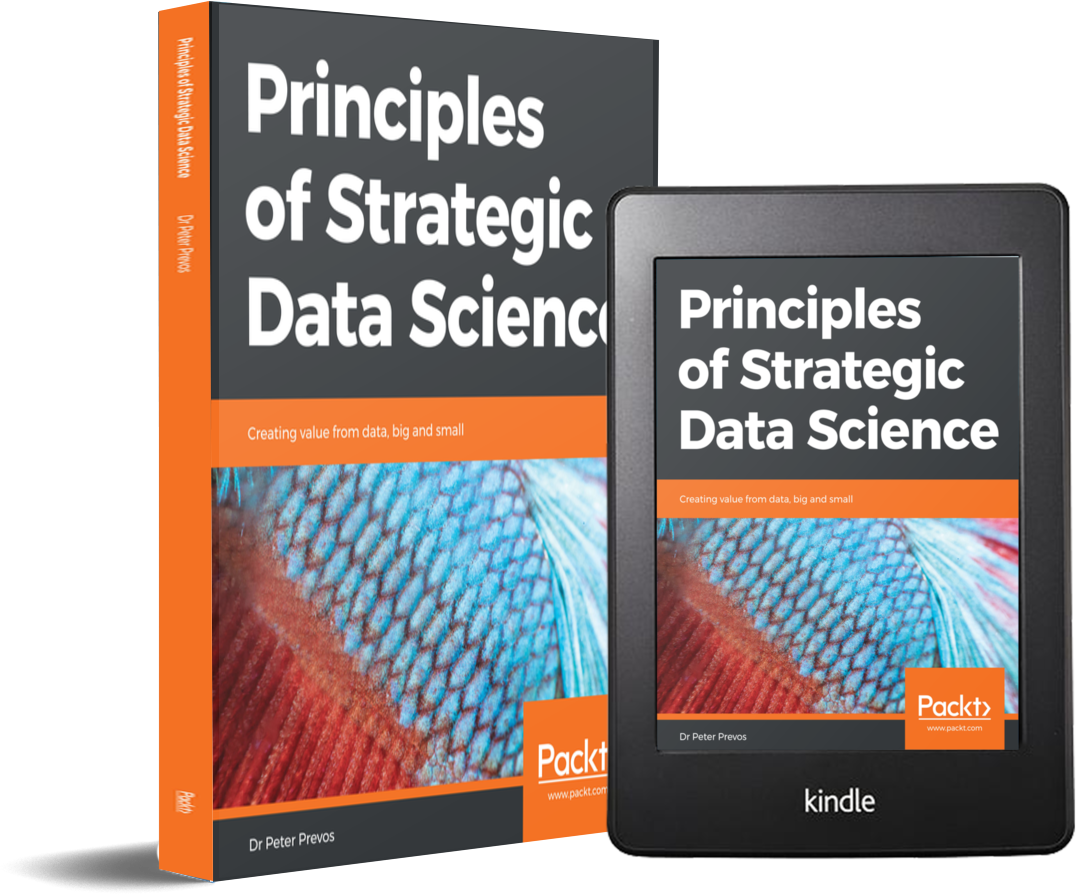 Principles of Strategic Data Science
Dr Peter Prevos
Packt
Principles
of Strategic
Data Scienc
Creating value from data, big and small
Packt
www.packt.com
Dr Peter Prevos
Principles
of Strategic
Data Science
Creating value from data, big and small
Packt
www.packt.com
Dr Peter Prevos
kindle